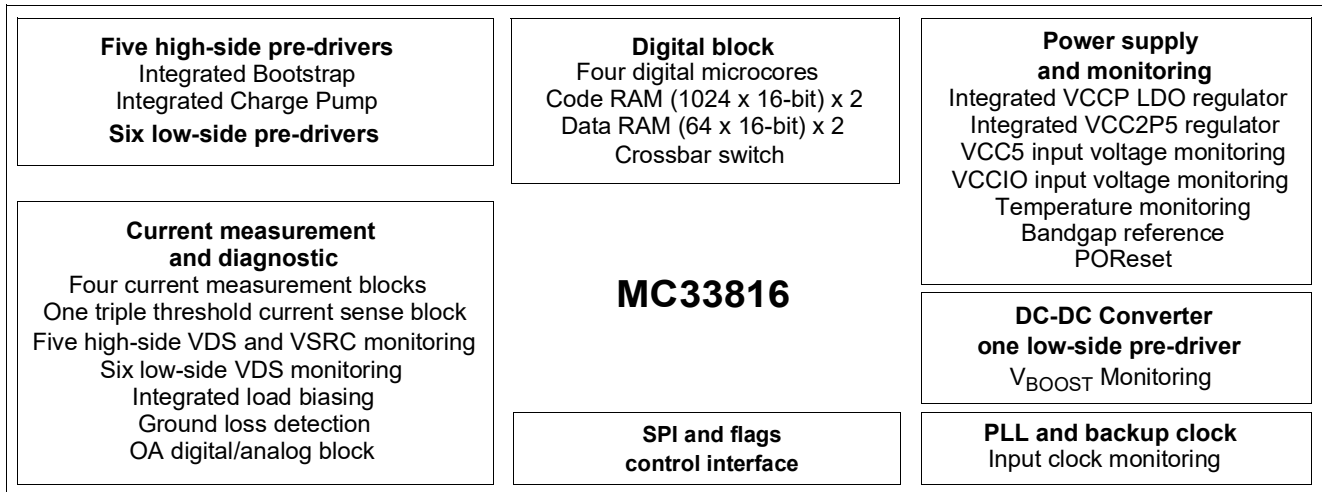 Five high-side pre-drivers
Integrated Bootstrap
Integrated Charge Pump
Six low-side pre-drivers
Digital block
Four digital microcores
Code RAM (1024 x 16-bit) x 2
Data RAM (64 x 16-bit) x 2
Crossbar switch
Power supply
and monitoring
Integrated VCCP LDO regulator
Integrated VCC2P5 regulator
VCC5 input voltage monitoring
VCCIO input voltage monitoring
Temperature monitoring
Bandgap reference
POReset
Current measurement
and diagnostic
Four current measurement blocks
One triple threshold current sense block
Five high-side VDS and VSRC monitoring
Six low-side VDS monitoring
Integrated load biasing
Ground loss detection
OA digital/analog block
MC33816
DC-DC Converter
one low-side pre-driver
VBOOST Monitoring
SPI and flags
control interface
PLL and backup clock
Input clock monitoring